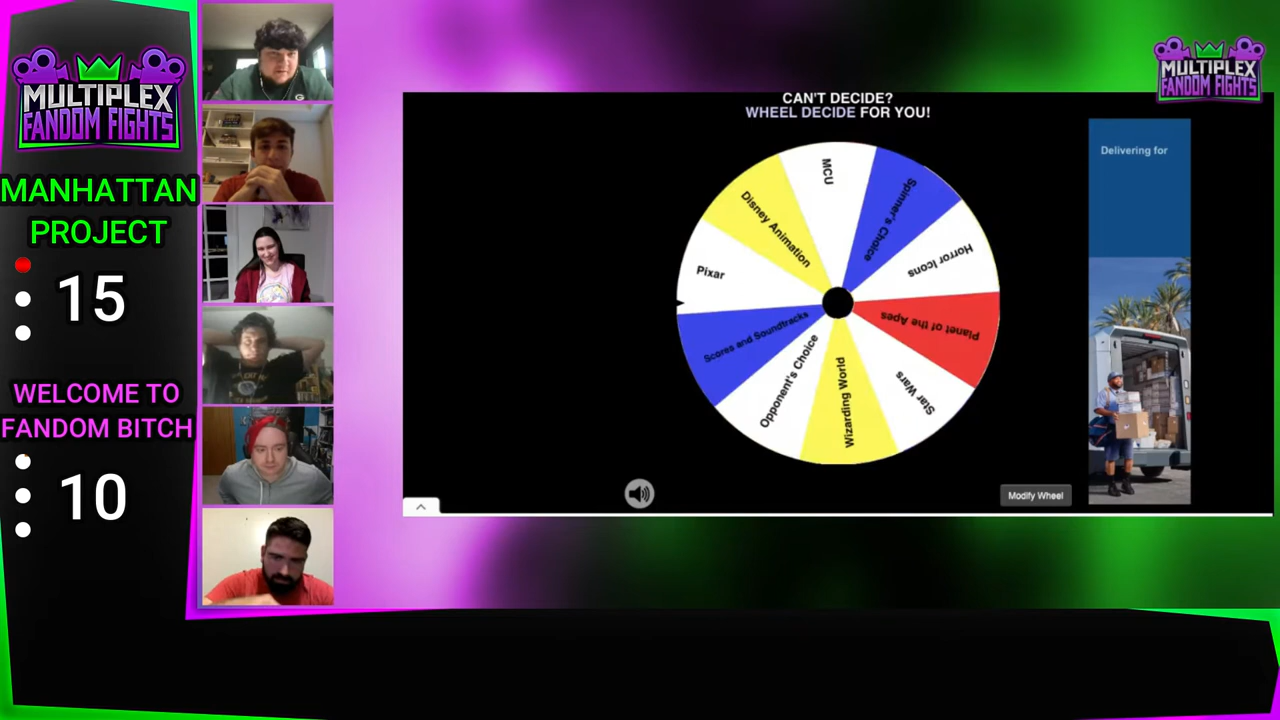 MULTIPLEX
FANDOM FIGHTS
MANHATTAN
PROJECT
15
WELCOME TO
FANDOM BITCH
10
CAN'T DECIDE?
WHEEL DECIDE FOR YOU!
MCU
Spinner's Choice
Horror Icons
Planet of the Apes
Star Wars
Wizarding World
Opponent's Choice
Scores and Soundtracks
Pixar
Disney Animation
Modify Wheel
Delivering for
MULTIPLEX
FANDOM FIGHTS